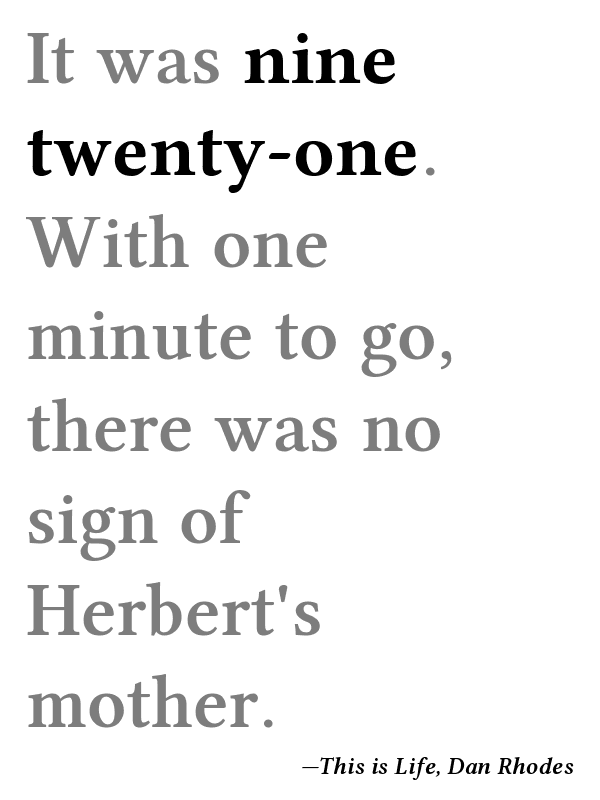 It was nine
twenty-one.
With one
minute to go,
there was no
sign of
Herbert's
mother.
—This is Life, Dan Rhodes